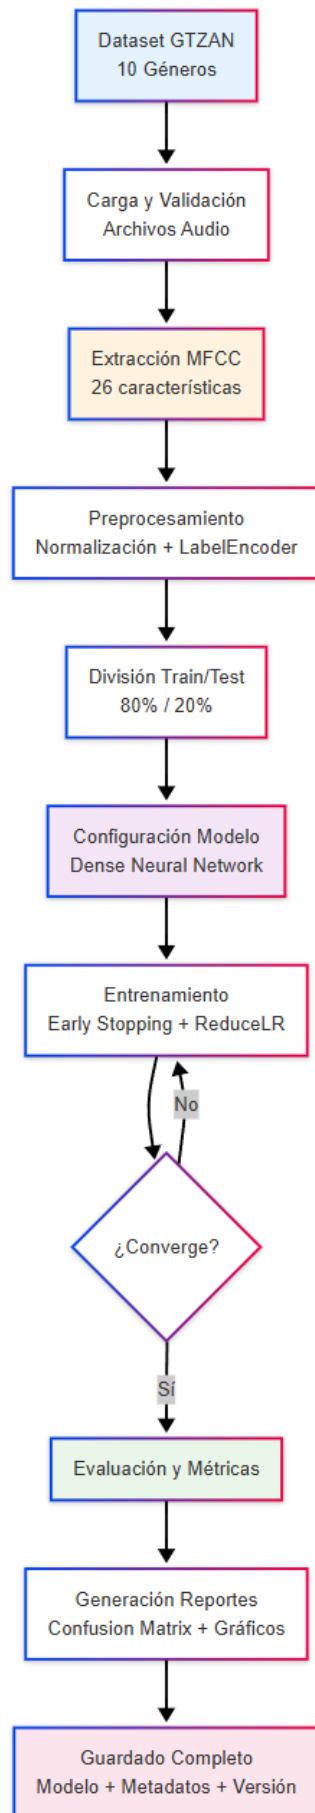 Dataset GTZAN
10 Géneros
Carga y Validación
Archivos Audio
Extracción MFCC
26 características
Preprocesamiento
Normalización + LabelEncoder
División Train/Test
80% / 20%
Configuración Modelo
Dense Neural Network
Entrenamiento
Early Stopping + ReduceLR
No
¿Converge?
Sí
Evaluación y Métricas
Generación Reportes
Confusion Matrix + Gráficos
Guardado Completo
Modelo + Metadatos + Versión